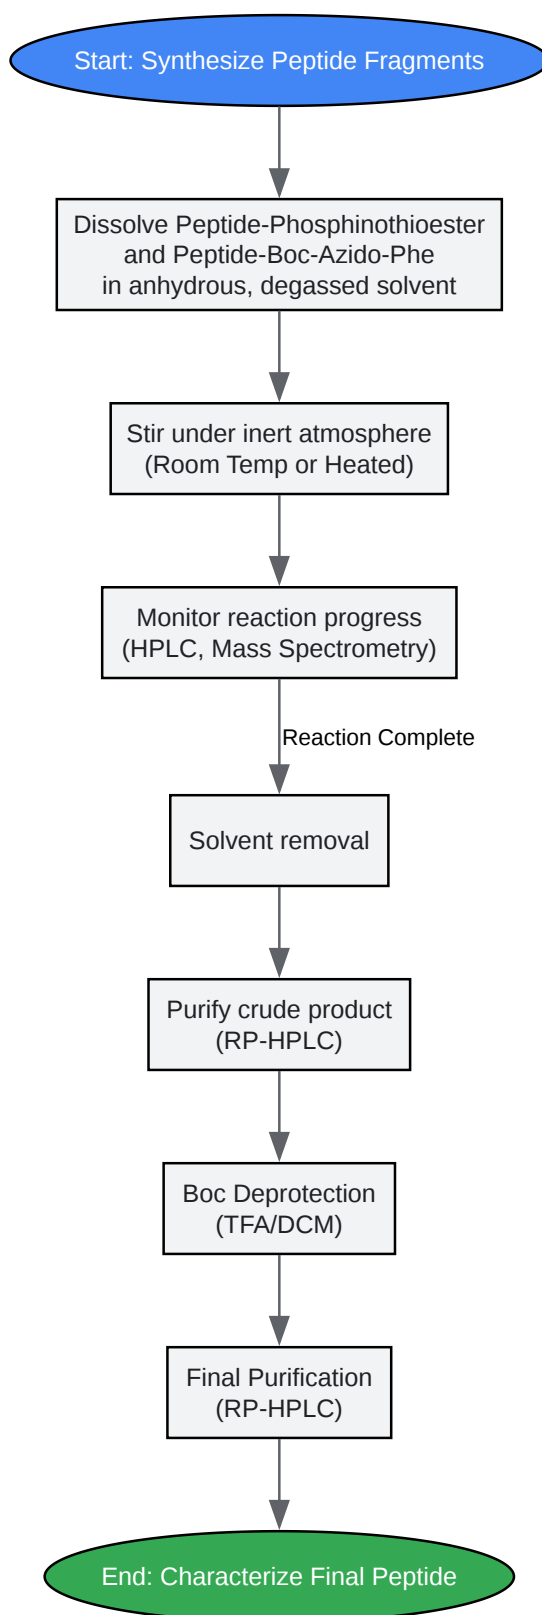 Start: Synthesize Peptide Fragments
Dissolve Peptide-Phosphinothioester
and Peptide-Boc-Azido-Phe
in anhydrous, degassed solvent
Stir under inert atmosphere
(Room Temp or Heated)
Monitor reaction progress
(HPLC, Mass Spectrometry)
Reaction Complete
Solvent removal
Purify crude product
(RP-HPLC)
Boc Deprotection
(TFA/DCM)
Final Purification
(RP-HPLC)
End: Characterize Final Peptide